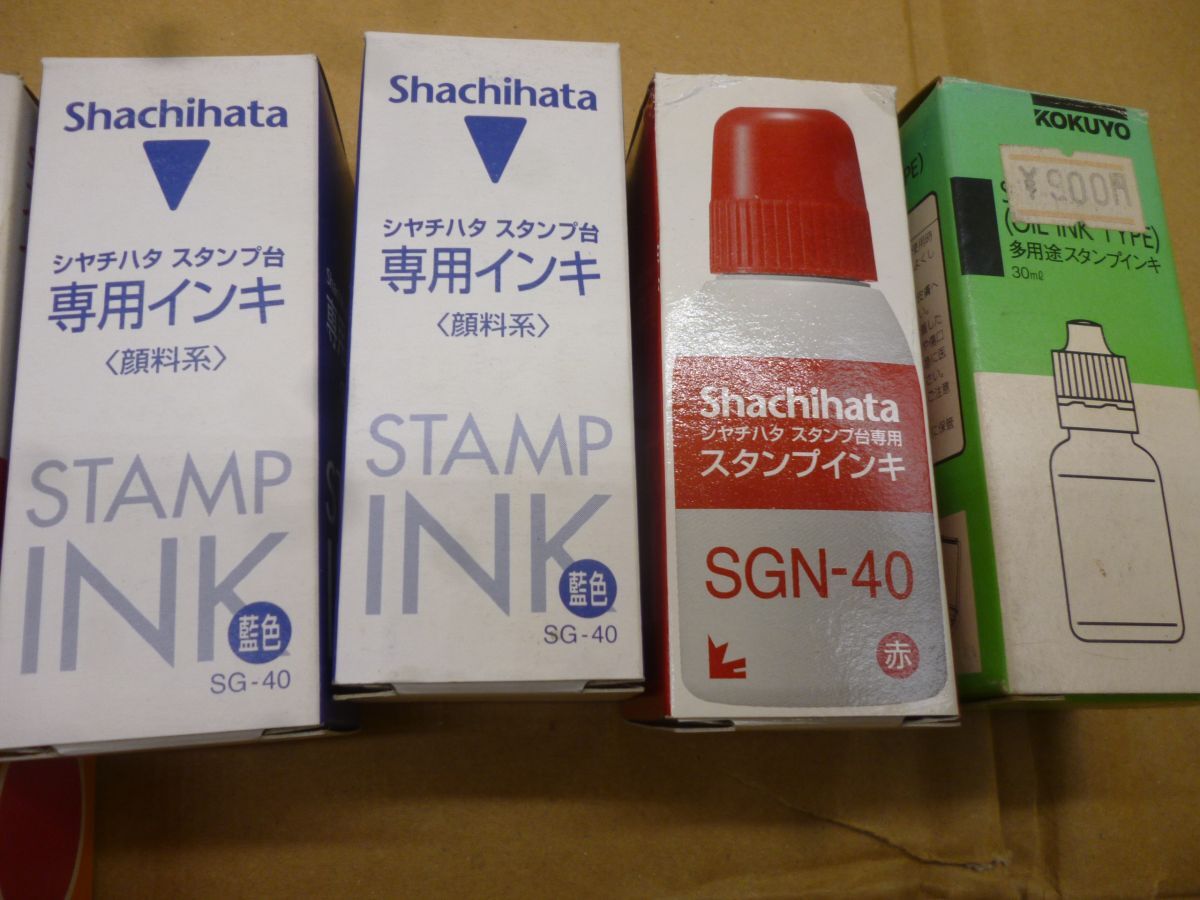 Shachihata
シヤチハタ スタンプ台
専用インキ
〈顔料系〉
STAMP
INK
藍色
SG-40
Shachihata
シヤチハタ スタンプ台
専用インキ
〈顔料系〉
STAMP
INK
藍色
SG-40
Shachihata
シヤチハタ スタンプ台専用
スタンプインキ
SGN-40
赤
KOKUYO
(OIL INK TYPE)
多用途スタンプインキ
30mℓ